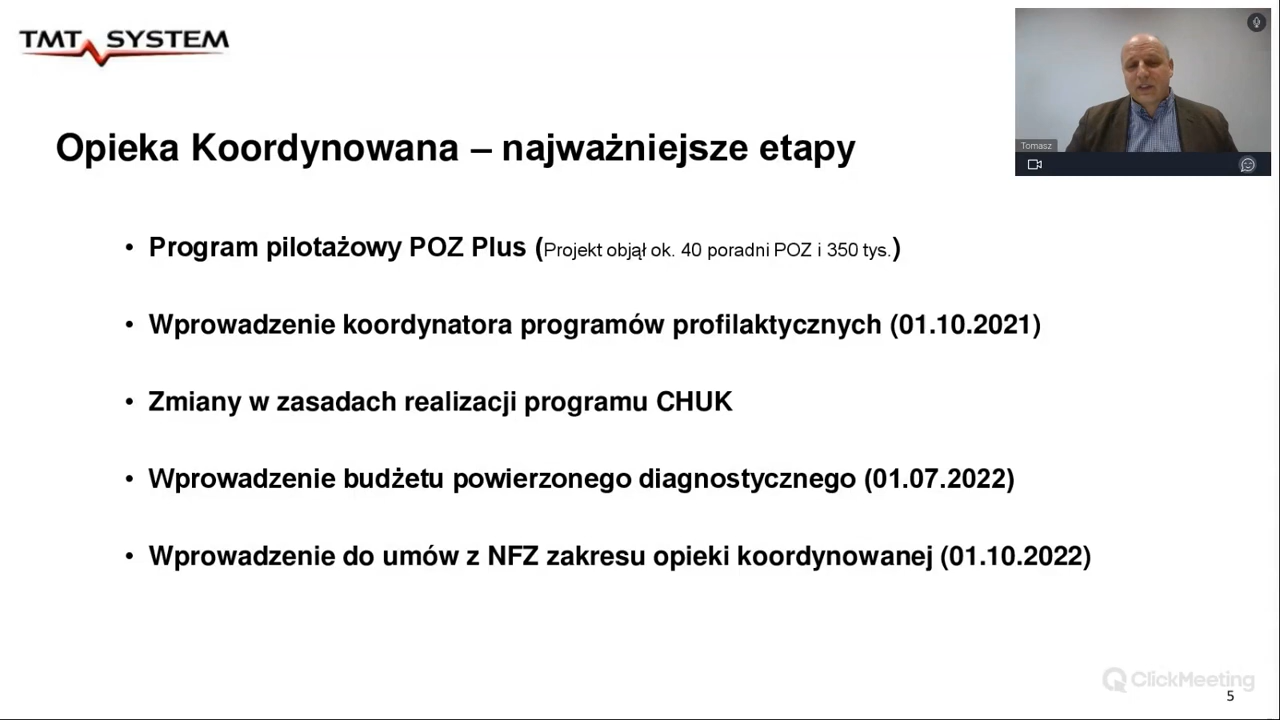 TMT SYSTEM
Tomasz
Opieka Koordynowana – najważniejsze etapy
• Program pilotażowy POZ Plus (Projekt objął ok. 40 poradni POZ i 350 tys.)
• Wprowadzenie koordynatora programów profilaktycznych (01.10.2021)
• Zmiany w zasadach realizacji programu CHUK
• Wprowadzenie budżetu powierzonego diagnostycznego (01.07.2022)
• Wprowadzenie do umów z NFZ zakresu opieki koordynowanej (01.10.2022)
ClickMeeting
5